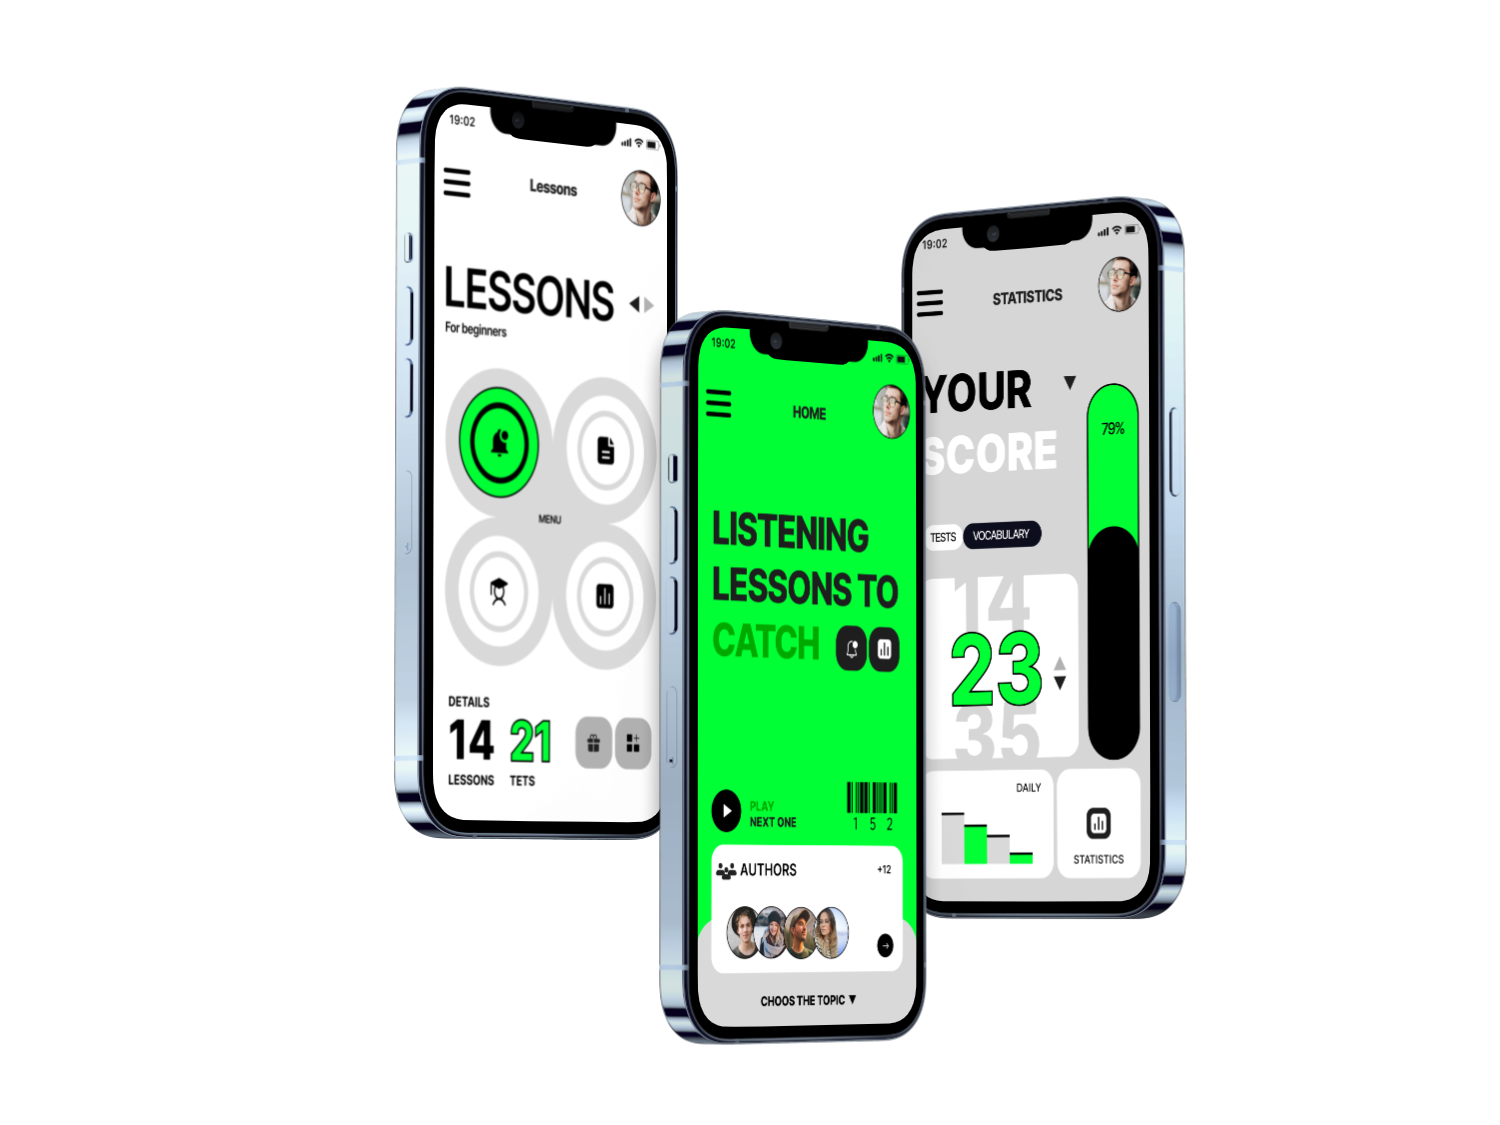 19:02
Lessons
LESSONS
For beginners
MENU
DETAILS
14 21
LESSONS TETS
19:02
HOME
LISTENING
LESSONS TO
CATCH
PLAY
NEXT ONE
1 5 2
AUTHORS +12
CHOOS THE TOPIC
19:02
STATISTICS
YOUR
SCORE
79%
TESTS VOCABULARY
14
23
35
DAILY
STATISTICS